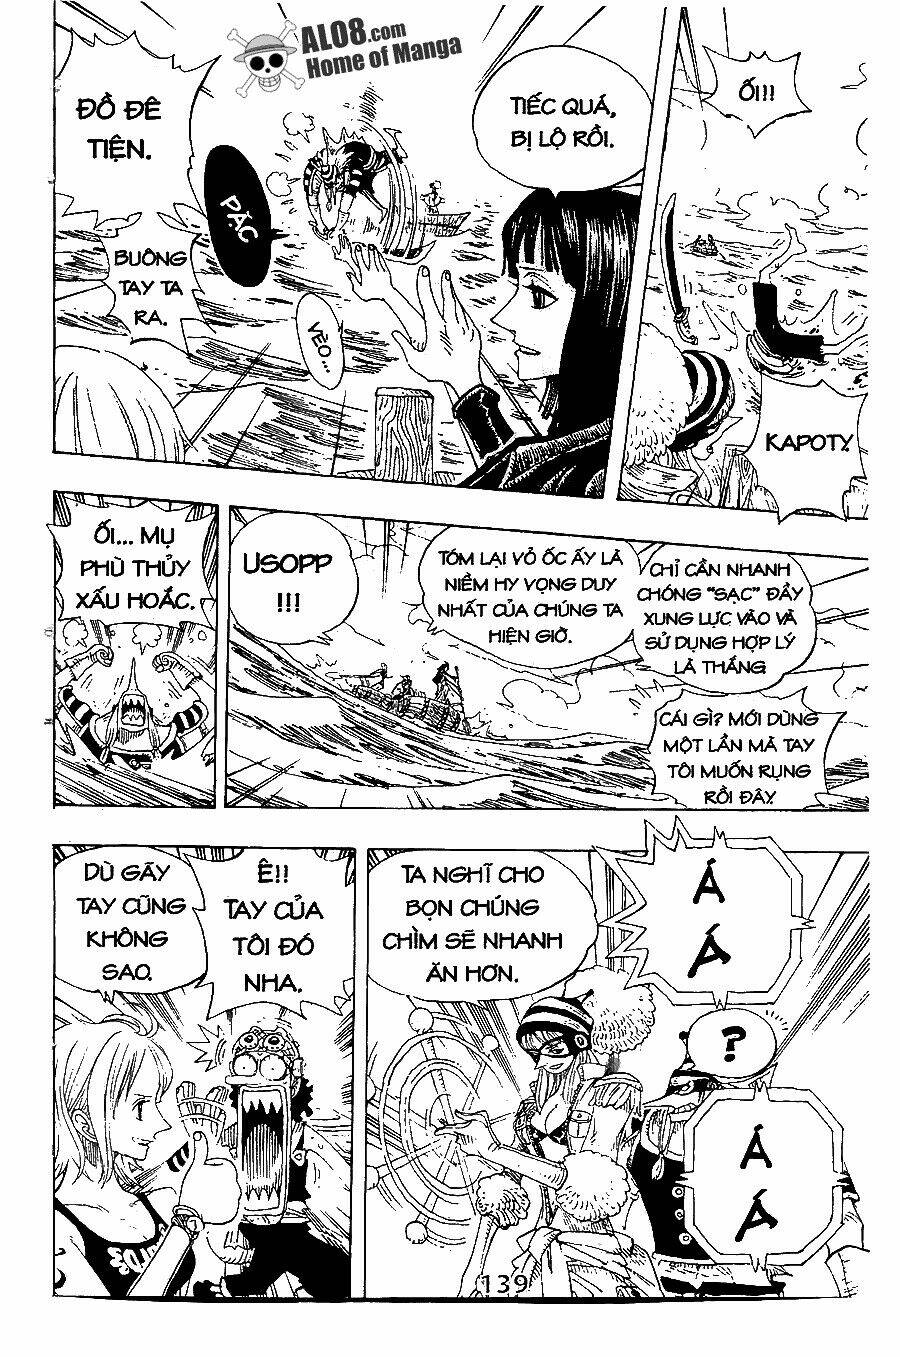 AL08.com
Home of Manga
ỐI!!!
KAPOTY.
TIẾC QUÁ,
BỊ LỘ RỒI.
ĐỒ ĐÊ
TIỆN.
PẶC
VÈO...
BUÔNG
TAY TA
RA.
CHỈ CẦN NHANH
CHÓNG "SẠC" ĐẦY
XUNG LỰC VÀO VÀ
SỬ DỤNG HỢP LÝ
LÀ THẮNG
TÓM LẠI VỎ ỐC ẤY LÀ
NIỀM HY VỌNG DUY
NHẤT CỦA CHÚNG TA
HIỆN GIỜ.
CÁI GÌ? MỚI DÙNG
MỘT LẦN MÀ TAY
TÔI MUỐN RỤNG
RỒI ĐÂY.
USOPP
!!!
ỐI... MỤ
PHÙ THỦY
XẤU HOẮC.
Á
Á
?
Á
Á
TA NGHĨ CHO
BỌN CHÚNG
CHÌM SẼ NHANH
ĂN HƠN.
Ê!!
TAY CỦA
TÔI ĐÓ
NHA.
DÙ GÃY
TAY CŨNG
KHÔNG
SAO.
139